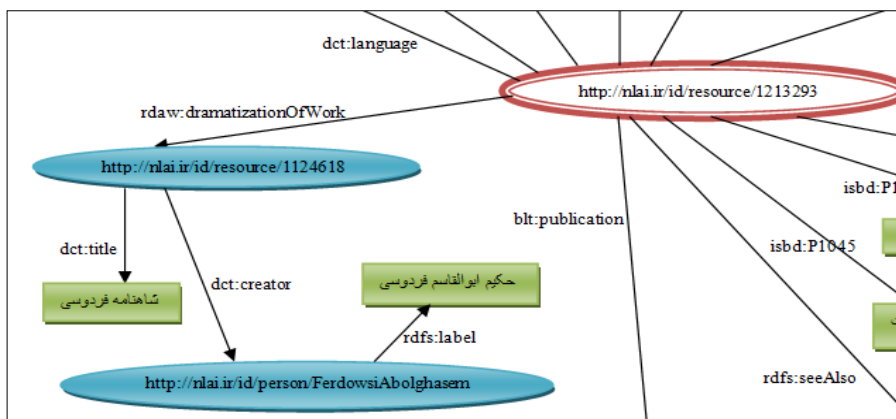 dct:language
http://nlai.ir/id/resource/1213293
rdaw:dramatizationOfWork
http://nlai.ir/id/resource/1124618
isbd:P1
blt:publication
dct:title
isbd:P1045
dct:creator
حکیم ابوالقاسم فردوسی
شاهنامه فردوسی
rdfs:label
rdfs:seeAlso
http://nlai.ir/id/person/FerdowsiAbolghasem